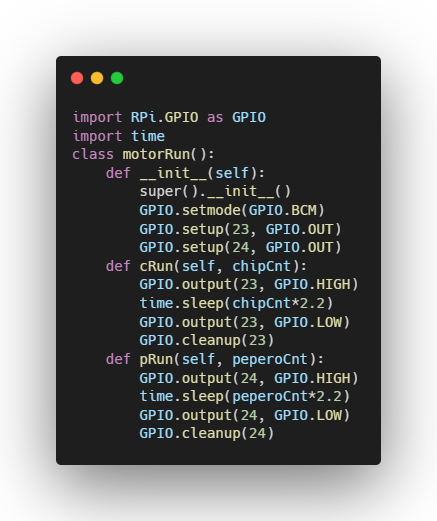 import RPi.GPIO as GPIO
import time
class motorRun():
    def __init__(self):
        super().__init__()
        GPIO.setmode(GPIO.BCM)
        GPIO.setup(23, GPIO.OUT)
        GPIO.setup(24, GPIO.OUT)
    def cRun(self, chipCnt):
        GPIO.output(23, GPIO.HIGH)
        time.sleep(chipCnt*2.2)
        GPIO.output(23, GPIO.LOW)
        GPIO.cleanup(23)
    def pRun(self, peperoCnt):
        GPIO.output(24, GPIO.HIGH)
        time.sleep(peperoCnt*2.2)
        GPIO.output(24, GPIO.LOW)
        GPIO.cleanup(24)